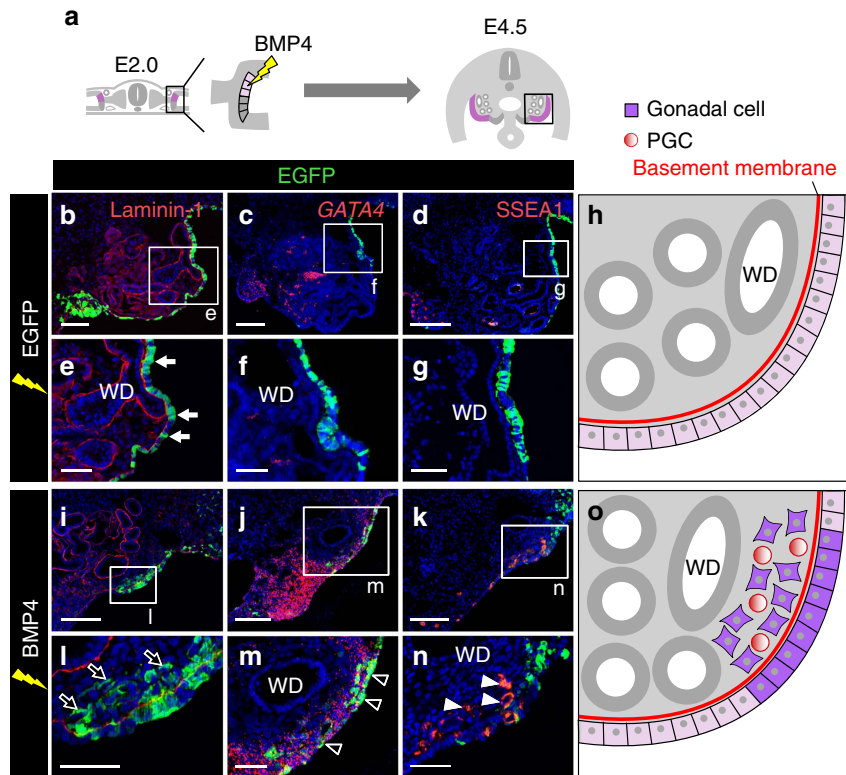 a
E2.0
BMP4
E4.5
Gonadal cell
PGC
Basement membrane
EGFP
EGFP
b
Laminin-1
e
c
GATA4
f
d
SSEA1
g
h
WD
e
WD
f
WD
g
WD
BMP4
i
l
j
m
k
n
o
WD
l
m
WD
n
WD